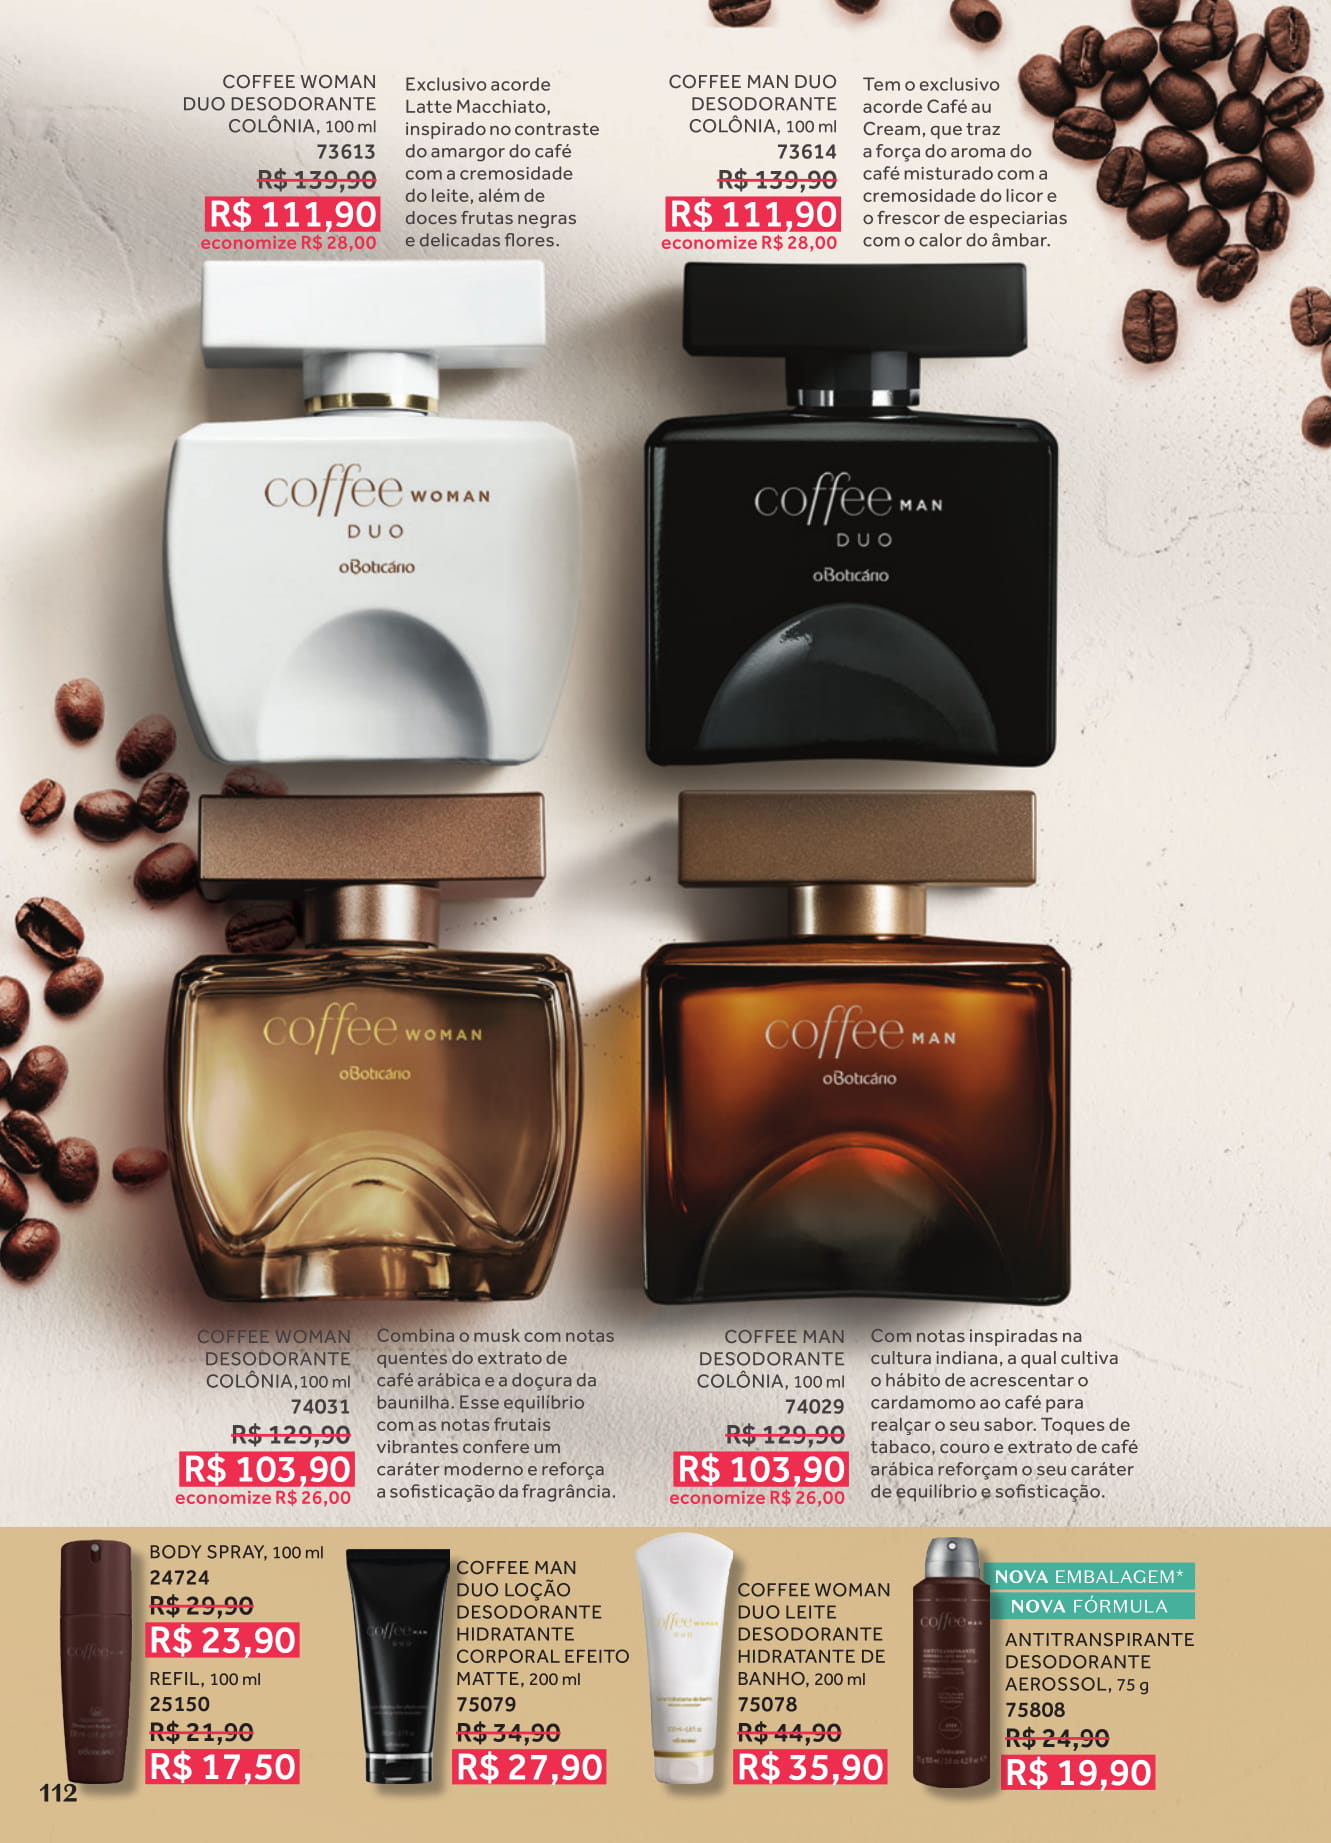 COFFEE WOMAN
DUO DESODORANTE
COLÔNIA, 100 ml
73613
R$ 139,90
R$ 111,90
economize R$ 28,00
Exclusivo acorde
Latte Macchiato,
inspirado no contraste
do amargor do café
com a cremosidade
do leite, além de
doces frutas negras
e delicadas flores.
COFFEE MAN DUO
DESODORANTE
COLÔNIA, 100 ml
73614
R$ 139,90
R$ 111,90
economize R$ 28,00
Tem o exclusivo
acorde Café au
Cream, que traz
a força do aroma do
café misturado com a
cremosidade do licor e
o frescor de especiarias
com o calor do âmbar.
coffee WOMAN
DUO
oBoticário
coffee MAN
DUO
oBoticário
coffee WOMAN
oBoticário
coffee MAN
oBoticário
COFFEE WOMAN
DESODORANTE
COLÔNIA, 100 ml
74031
R$ 129,90
R$ 103,90
economize R$ 26,00
Combina o musk com notas
quentes do extrato de
café arábica e a doçura da
baunilha. Esse equilíbrio
com as notas frutais
vibrantes confere um
caráter moderno e reforça
a sofisticação da fragrância.
COFFEE MAN
DESODORANTE
COLÔNIA, 100 ml
74029
R$ 129,90
R$ 103,90
economize R$ 26,00
Com notas inspiradas na
cultura indiana, a qual cultiva
o hábito de acrescentar o
cardamomo ao café para
realçar o seu sabor. Toques de
tabaco, couro e extrato de café
arábica reforçam o seu caráter
de equilíbrio e sofisticação.
coffee MAN
oBoticário
BODY SPRAY, 100 ml
24724
R$ 29,90
R$ 23,90
REFIL, 100 ml
25150
R$ 21,90
R$ 17,50
coffee MAN
DUO
COFFEE MAN
DUO LOÇÃO
DESODORANTE
HIDRATANTE
CORPORAL EFEITO
MATTE, 200 ml
75079
R$ 34,90
R$ 27,90
coffee WOMAN
DUO
COFFEE WOMAN
DUO LEITE
DESODORANTE
HIDRATANTE DE
BANHO, 200 ml
75078
R$ 44,90
R$ 35,90
coffee MAN
ANTITRANSPIRANTE
NOVA EMBALAGEM*
NOVA FÓRMULA
ANTITRANSPIRANTE
DESODORANTE
AEROSSOL, 75 g
75808
R$ 24,90
R$ 19,90
112